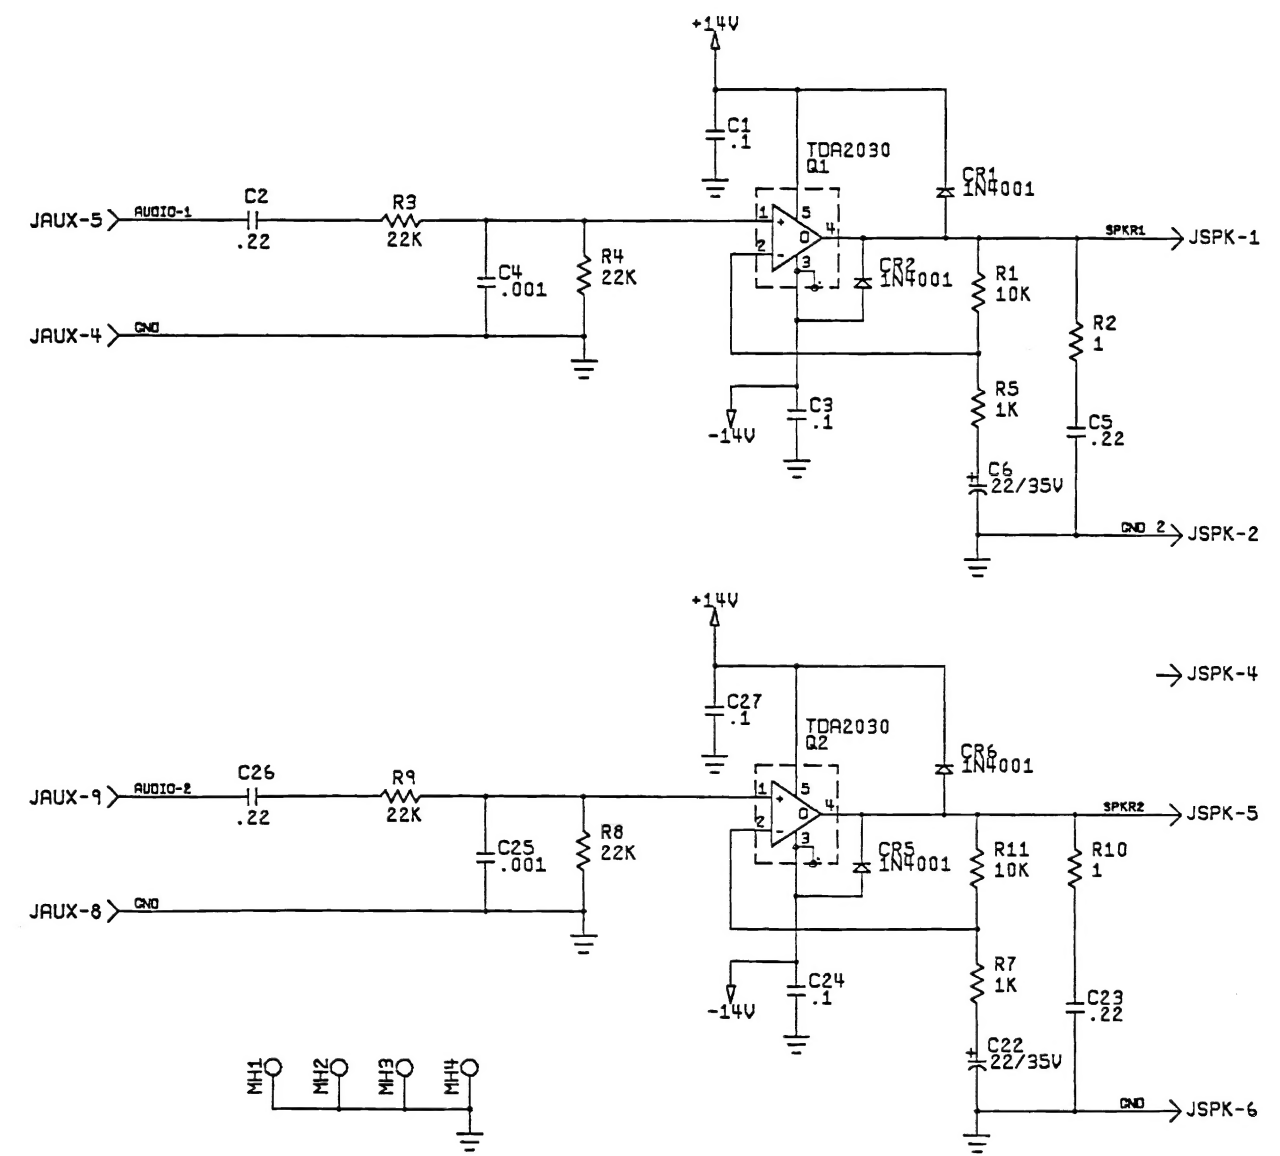 +14V
C1
.1
TDA2030
Q1
CR1
1N4001
C2
R3
JAUX-5
AUDIO-1
.22
22K
1
5
+
O
4
2
-
3
SPKR1
JSPK-1
C4
.001
R4
22K
CR2
1N4001
R1
10K
JAUX-4
GND
R2
1
R5
1K
C3
.1
-14V
C5
.22
+
C6
22/35V
GND 2
JSPK-2
+14V
JSPK-4
C27
.1
TDA2030
Q2
CR6
1N4001
C26
R9
JAUX-9
AUDIO-2
.22
22K
1
5
+
O
4
2
-
3
SPKR2
JSPK-5
C25
.001
R8
22K
CR5
1N4001
R11
10K
R10
1
JAUX-8
GND
R7
1K
C24
.1
-14V
C23
.22
+
C22
22/35V
MH1
MH2
MH3
MH4
GND
JSPK-6